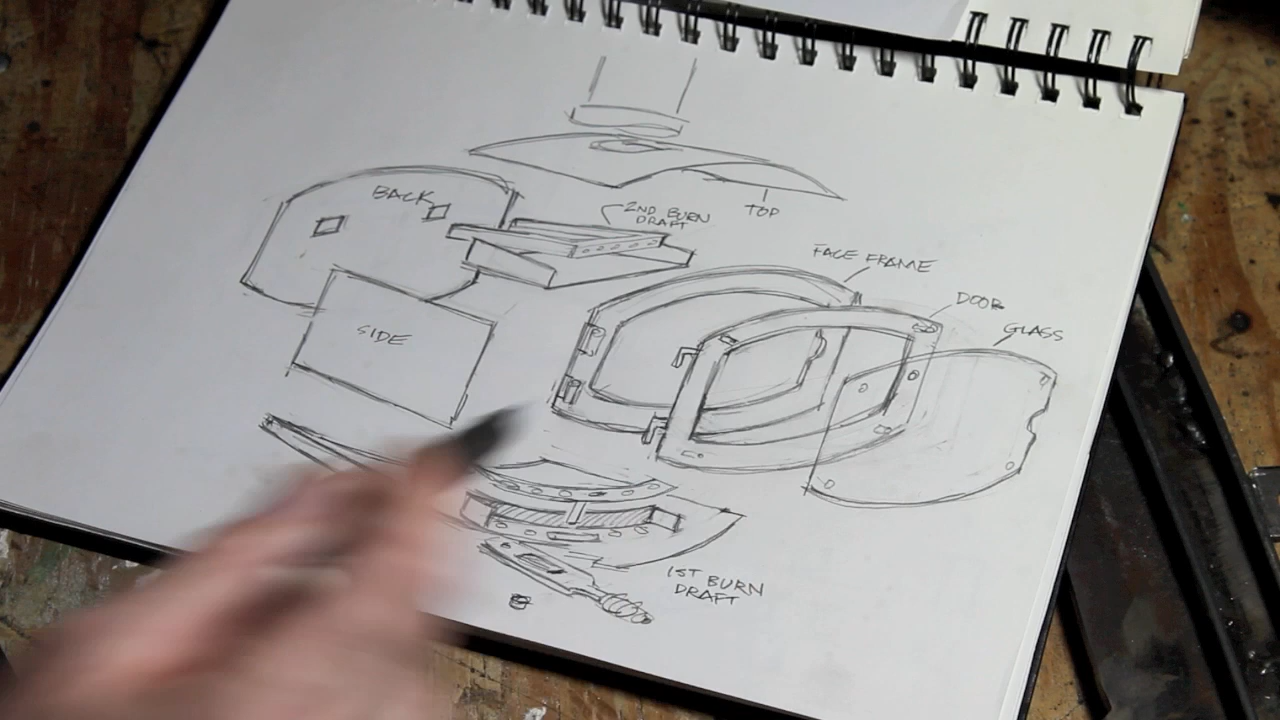 BACK
2ND BURN
DRAFT
TOP
FACE FRAME
DOOR
GLASS
SIDE
1ST BURN
DRAFT